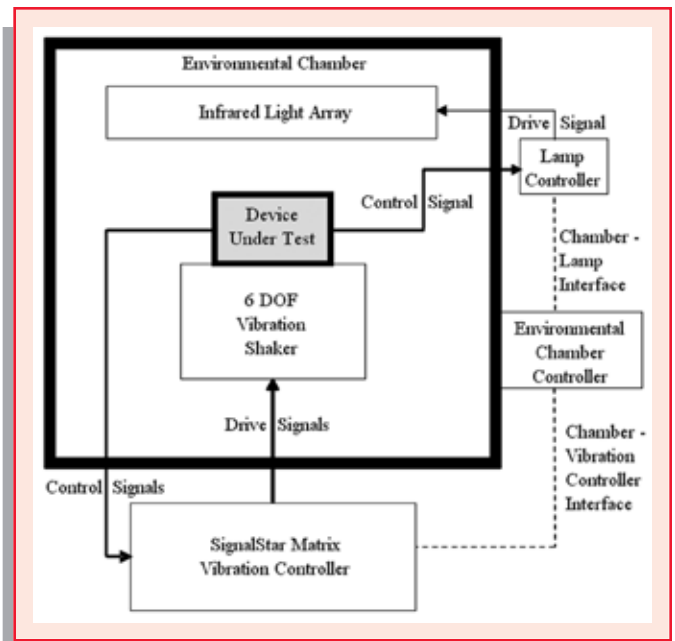 Environmental Chamber
Infrared Light Array
Drive Signal
Lamp
Controller
Control Signal
Device
Under Test
Chamber -
Lamp
Interface
6 DOF
Vibration
Shaker
Environmental
Chamber
Controller
Drive Signals
Chamber -
Vibration
Controller
Interface
Control Signals
SignalStar Matrix
Vibration Controller